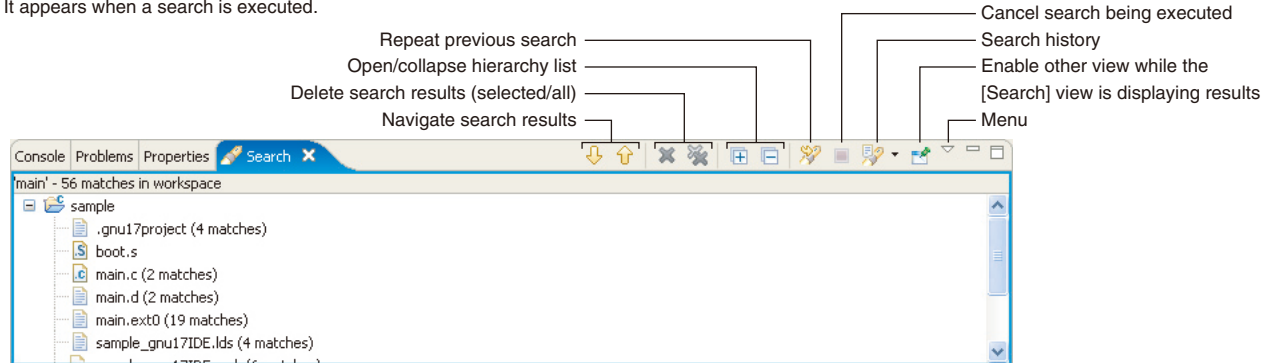 It appears when a search is executed.
Cancel search being executed
Repeat previous search
Search history
Open/collapse hierarchy list
Enable other view while the
Delete search results (selected/all)
[Search] view is displaying results
Navigate search results
Menu
Console Problems Properties Search
'main' - 56 matches in workspace
sample
.gnu17project (4 matches)
boot.s
main.c (2 matches)
main.d (2 matches)
main.ext0 (19 matches)
sample_gnu17IDE.lds (4 matches)